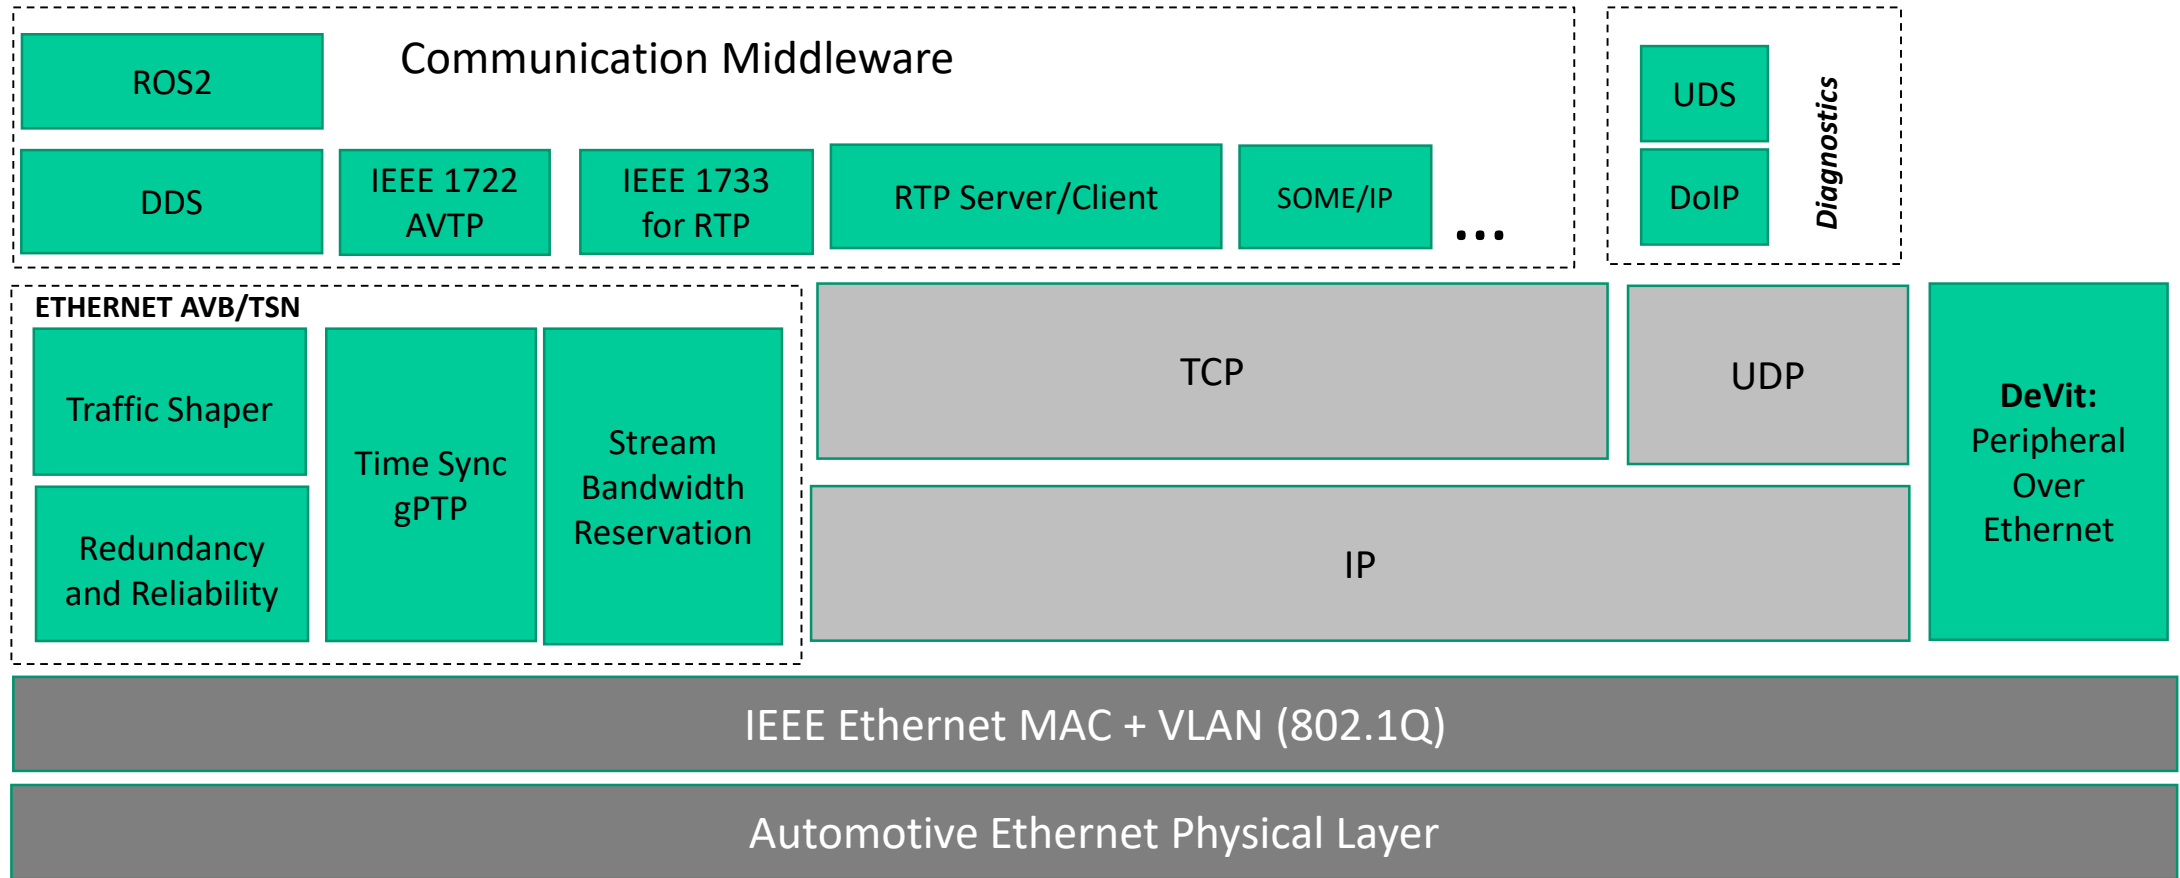 Communication Middleware
ROS2
DDS
IEEE 1722
AVTP
IEEE 1733
for RTP
RTP Server/Client
SOME/IP
...
UDS
DoIP
Diagnostics
ETHERNET AVB/TSN
Traffic Shaper
Redundancy
and Reliability
Time Sync
gPTP
Stream
Bandwidth
Reservation
TCP
UDP
IP
DeVit:
Peripheral
Over
Ethernet
IEEE Ethernet MAC + VLAN (802.1Q)
Automotive Ethernet Physical Layer